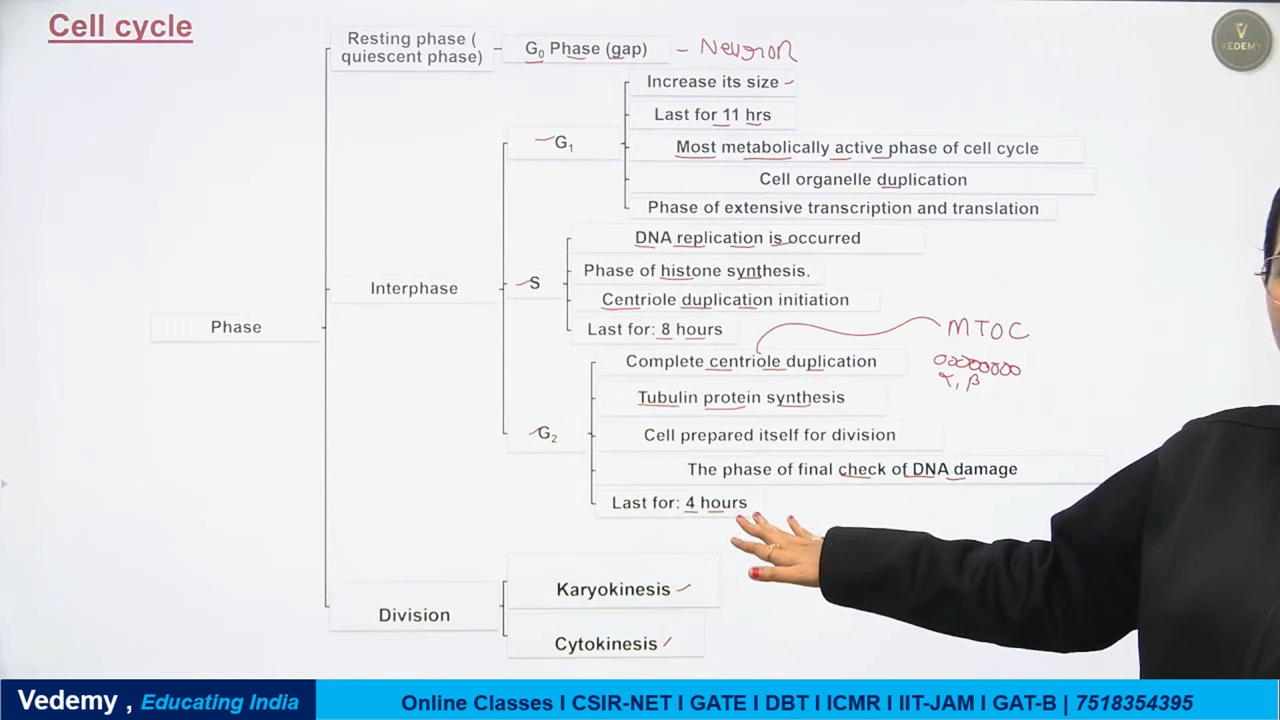 Cell cycle
VEDEMY
Resting phase (
quiescent phase)
G₀ Phase (gap)
- Neuron
Increase its size
Last for 11 hrs
G₁
Most metabolically active phase of cell cycle
Cell organelle duplication
Phase of extensive transcription and translation
DNA replication is occurred
Phase of histone synthesis.
Interphase
S
Centriole duplication initiation
Phase
Last for: 8 hours
MTOC
Complete centriole duplication
α, β
Tubulin protein synthesis
G₂
Cell prepared itself for division
The phase of final check of DNA damage
Last for: 4 hours
Division
Karyokinesis
Cytokinesis
Vedemy , Educating India
Online Classes I CSIR-NET I GATE I DBT I ICMR I IIT-JAM I GAT-B | 7518354395